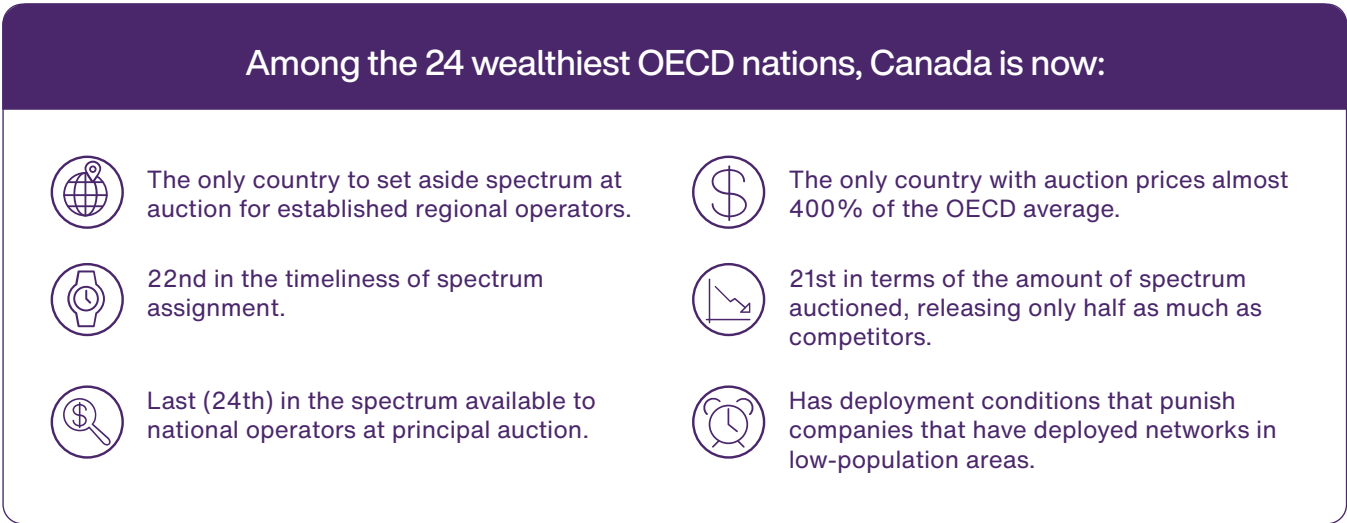 Among the 24 wealthiest OECD nations, Canada is now:
The only country to set aside spectrum at
auction for established regional operators.
The only country with auction prices almost
400% of the OECD average.
22nd in the timeliness of spectrum
assignment.
21st in terms of the amount of spectrum
auctioned, releasing only half as much as
competitors.
Last (24th) in the spectrum available to
national operators at principal auction.
Has deployment conditions that punish
companies that have deployed networks in
low-population areas.